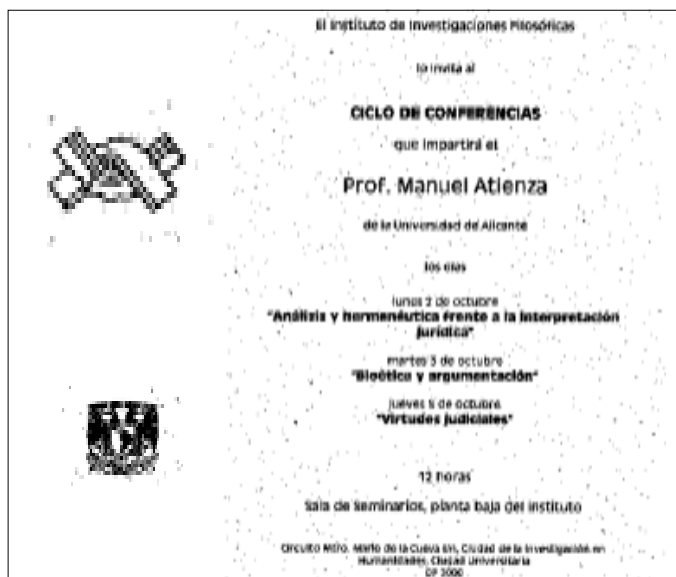 El Instituto de Investigaciones Filosóficas
lo invita al
CICLO DE CONFERENCIAS
que impartirá el
Prof. Manuel Atienza
de la Universidad de Alicante
los días
lunes 2 de octubre
"Análisis y hermenéutica frente a la interpretación
jurídica"
martes 3 de octubre
"Bioética y argumentación"
jueves 5 de octubre
"Virtudes judiciales"
12 horas
Sala de Seminarios, planta baja del instituto
Circuito Mtro. Mario de la Cueva s/n, Ciudad de la Investigación en
Humanidades, Ciudad Universitaria
DF 2000